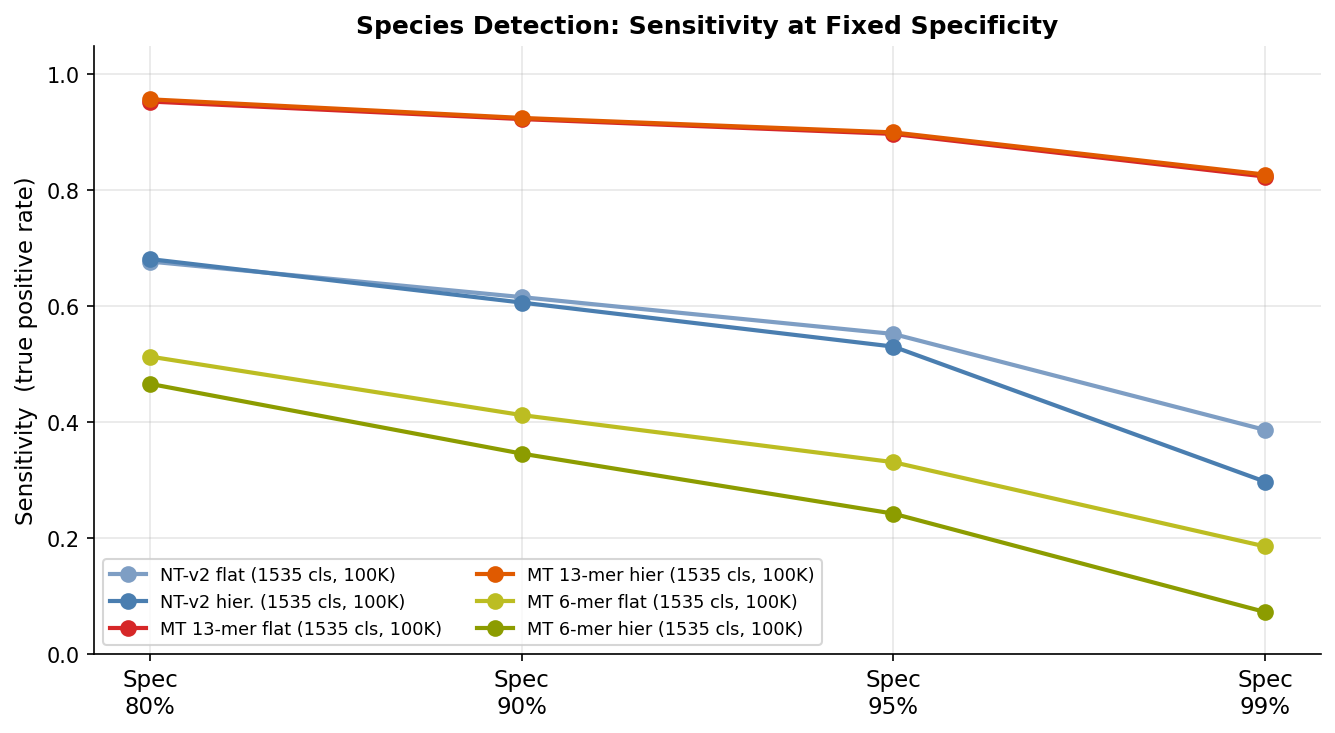 Species Detection: Sensitivity at Fixed Specificity
Sensitivity (true positive rate)
1.0
0.8
0.6
0.4
0.2
0.0
NT-v2 flat (1535 cls, 100K)
NT-v2 hier. (1535 cls, 100K)
MT 13-mer flat (1535 cls, 100K)
MT 13-mer hier (1535 cls, 100K)
MT 6-mer flat (1535 cls, 100K)
MT 6-mer hier (1535 cls, 100K)
Spec
80%
Spec
90%
Spec
95%
Spec
99%